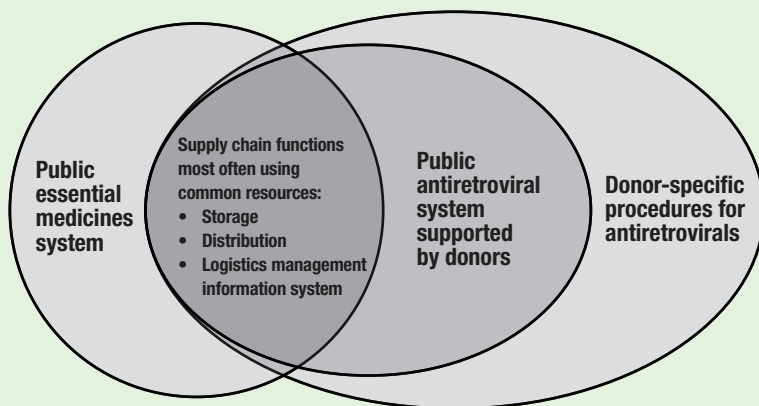 Public
essential
medicines
system
Supply chain functions
most often using
common resources:
• Storage
• Distribution
• Logistics management
information system
Public
antiretroviral
system
supported
by donors
Donor-specific
procedures for
antiretrovirals